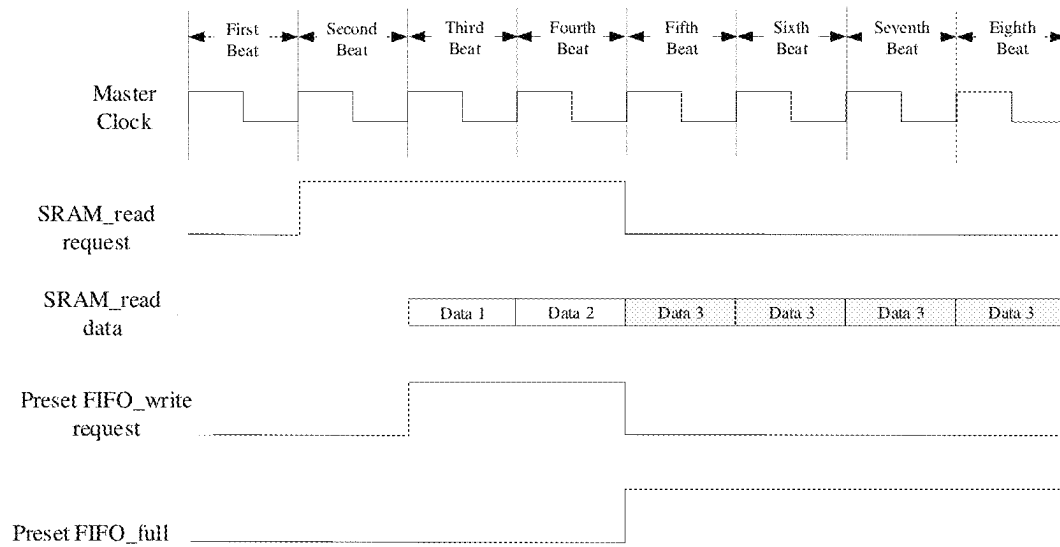 First Beat
Second Beat
Third Beat
Fourth Beat
Fifth Beat
Sixth Beat
Seventh Beat
Eighth Beat
Master
Clock
SRAM_read
request
SRAM_read
data
Data 1
Data 2
Data 3
Data 3
Data 3
Data 3
Preset FIFO_write
request
Preset FIFO_full